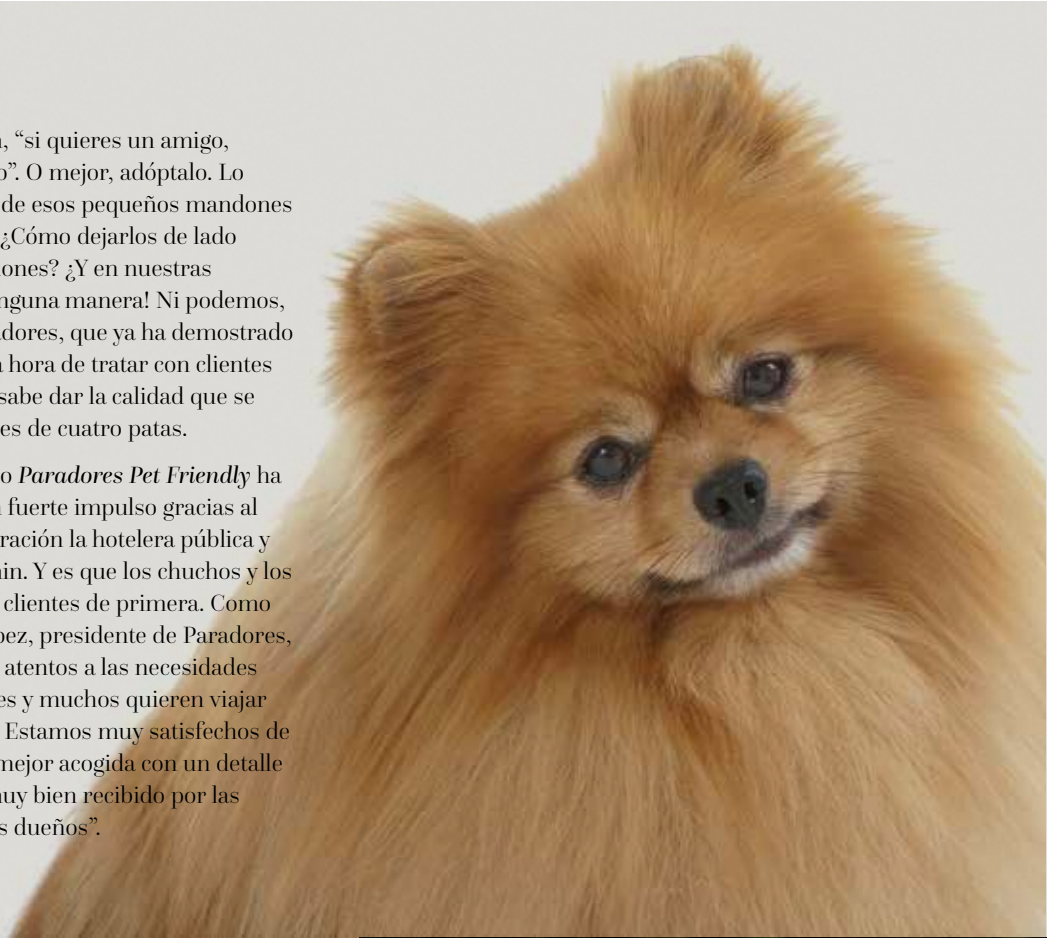 , “si quieres un amigo,
”. O mejor, adóptalo. Lo
de esos pequeños mandones
¿Cómo dejarlos de lado
ones? ¿Y en nuestras
nguna manera! Ni podemos,
adores, que ya ha demostrado
a hora de tratar con clientes
sabe dar la calidad que se
es de cuatro patas.
o Paradores Pet Friendly ha
fuerte impulso gracias al
ración la hotelera pública y
in. Y es que los chuchos y los
clientes de primera. Como
pez, presidente de Paradores,
atentos a las necesidades
es y muchos quieren viajar
Estamos muy satisfechos de
mejor acogida con un detalle
muy bien recibido por las
s dueños”.